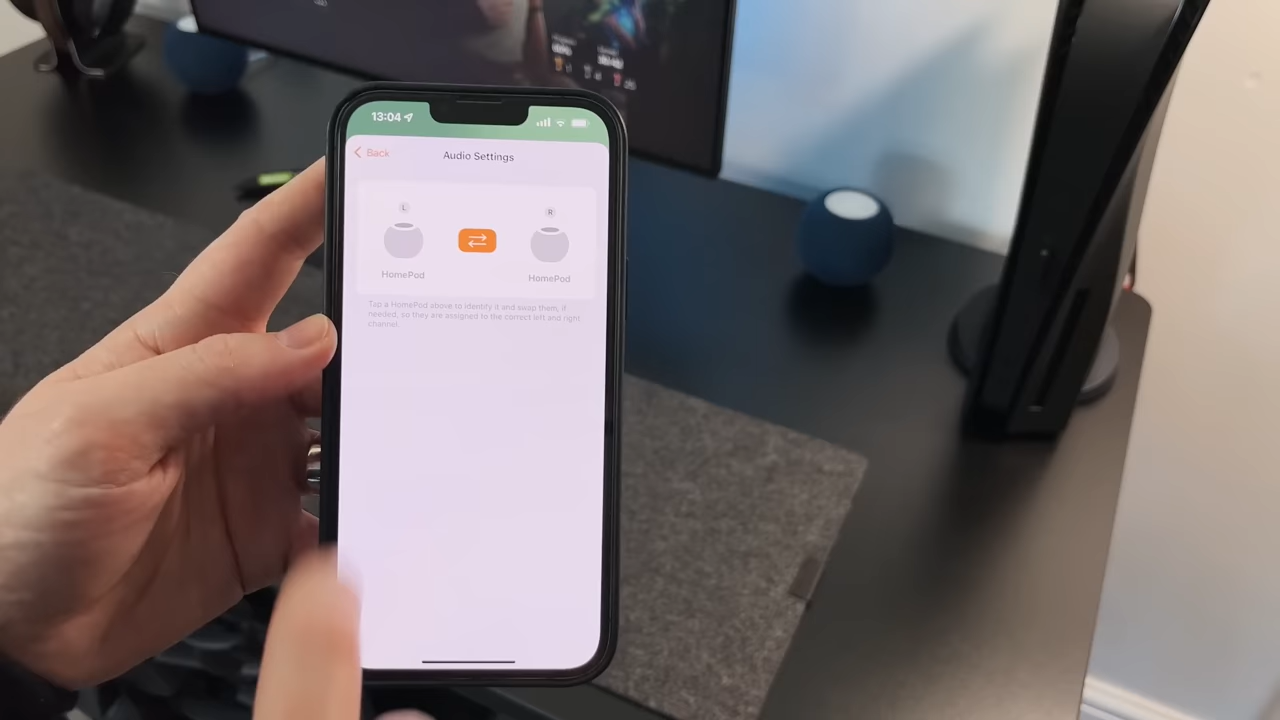 13:04
Back
Audio Settings
L
R
HomePod
HomePod
Tap a HomePod above to identify it and swap them, if
needed, so they are assigned to the correct left and right
channel.